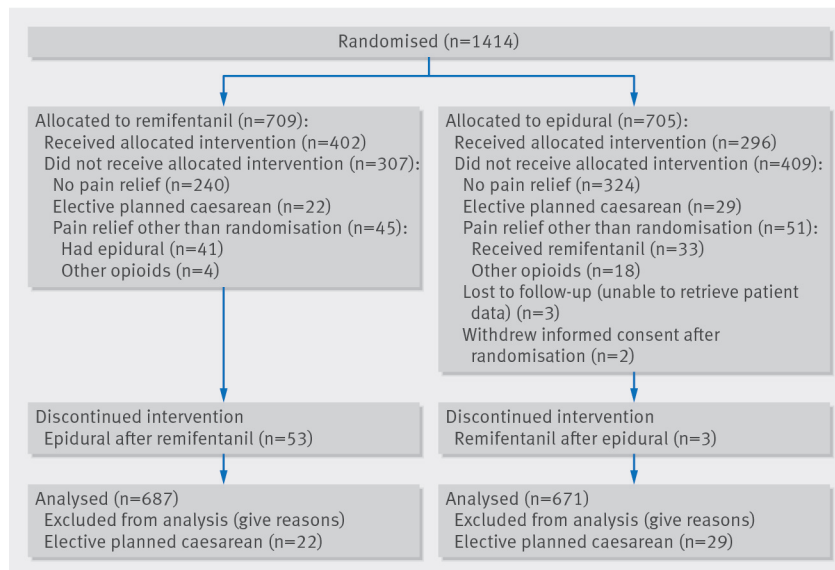 Randomised (n=1414)
Allocated to remifentanil (n=709):
Received allocated intervention (n=402)
Did not receive allocated intervention (n=307):
No pain relief (n=240)
Elective planned caesarean (n=22)
Pain relief other than randomisation (n=45):
Had epidural (n=41)
Other opioids (n=4)
Allocated to epidural (n=705):
Received allocated intervention (n=296)
Did not receive allocated intervention (n=409):
No pain relief (n=324)
Elective planned caesarean (n=29)
Pain relief other than randomisation (n=51):
Received remifentanil (n=33)
Other opioids (n=18)
Lost to follow-up (unable to retrieve patient
data) (n=3)
Withdrew informed consent after
randomisation (n=2)
Discontinued intervention
Epidural after remifentanil (n=53)
Discontinued intervention
Remifentanil after epidural (n=3)
Analysed (n=687)
Excluded from analysis (give reasons)
Elective planned caesarean (n=22)
Analysed (n=671)
Excluded from analysis (give reasons)
Elective planned caesarean (n=29)